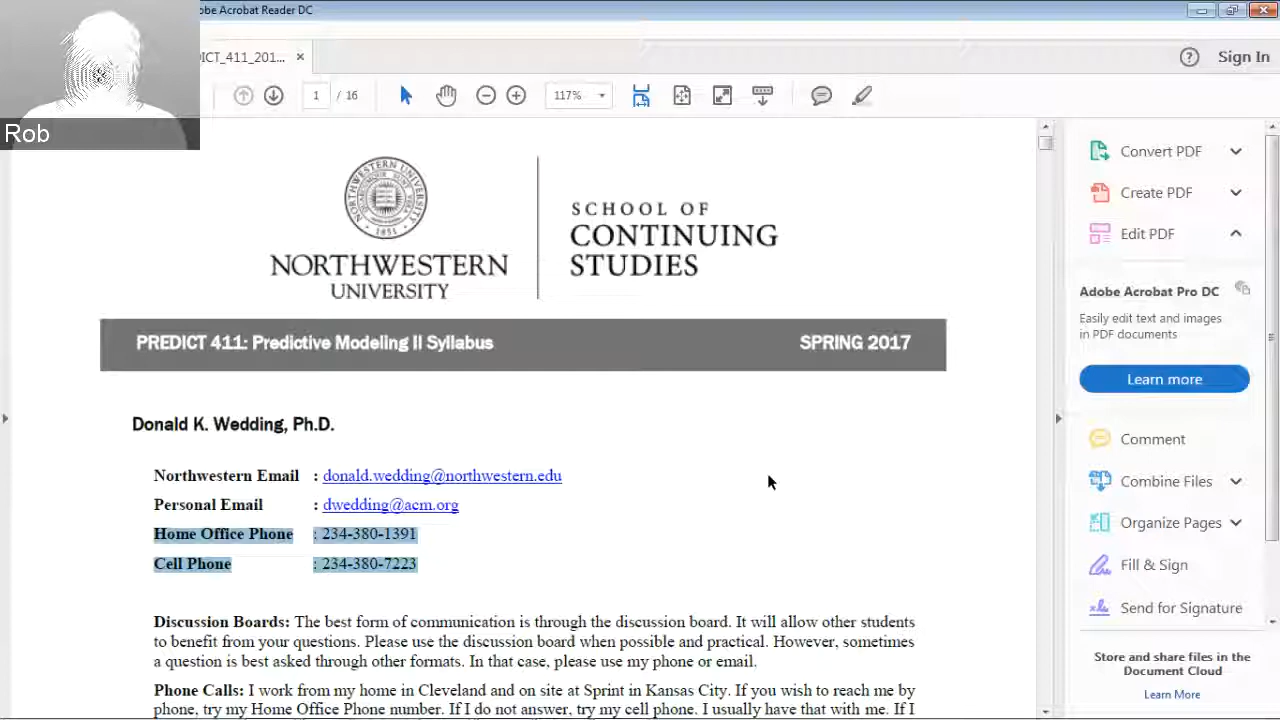 obe Acrobat Reader DC
DICT_411_201...
Sign In
1 / 16
117%
Rob
NORTHWESTERN
UNIVERSITY
SCHOOL OF
CONTINUING
STUDIES
PREDICT 411: Predictive Modeling II Syllabus SPRING 2017
Donald K. Wedding, Ph.D.
Northwestern Email : donald.wedding@northwestern.edu
Personal Email : dwedding@acm.org
Home Office Phone : 234-380-1391
Cell Phone : 234-380-7223
Discussion Boards: The best form of communication is through the discussion board. It will allow other students
to benefit from your questions. Please use the discussion board when possible and practical. However, sometimes
a question is best asked through other formats. In that case, please use my phone or email.
Phone Calls: I work from my home in Cleveland and on site at Sprint in Kansas City. If you wish to reach me by
phone, try my Home Office Phone number. If I do not answer, try my cell phone. I usually have that with me. If I
Convert PDF
Create PDF
Edit PDF
Adobe Acrobat Pro DC
Easily edit text and images
in PDF documents
Learn more
Comment
Combine Files
Organize Pages
Fill & Sign
Send for Signature
Store and share files in the
Document Cloud
Learn More